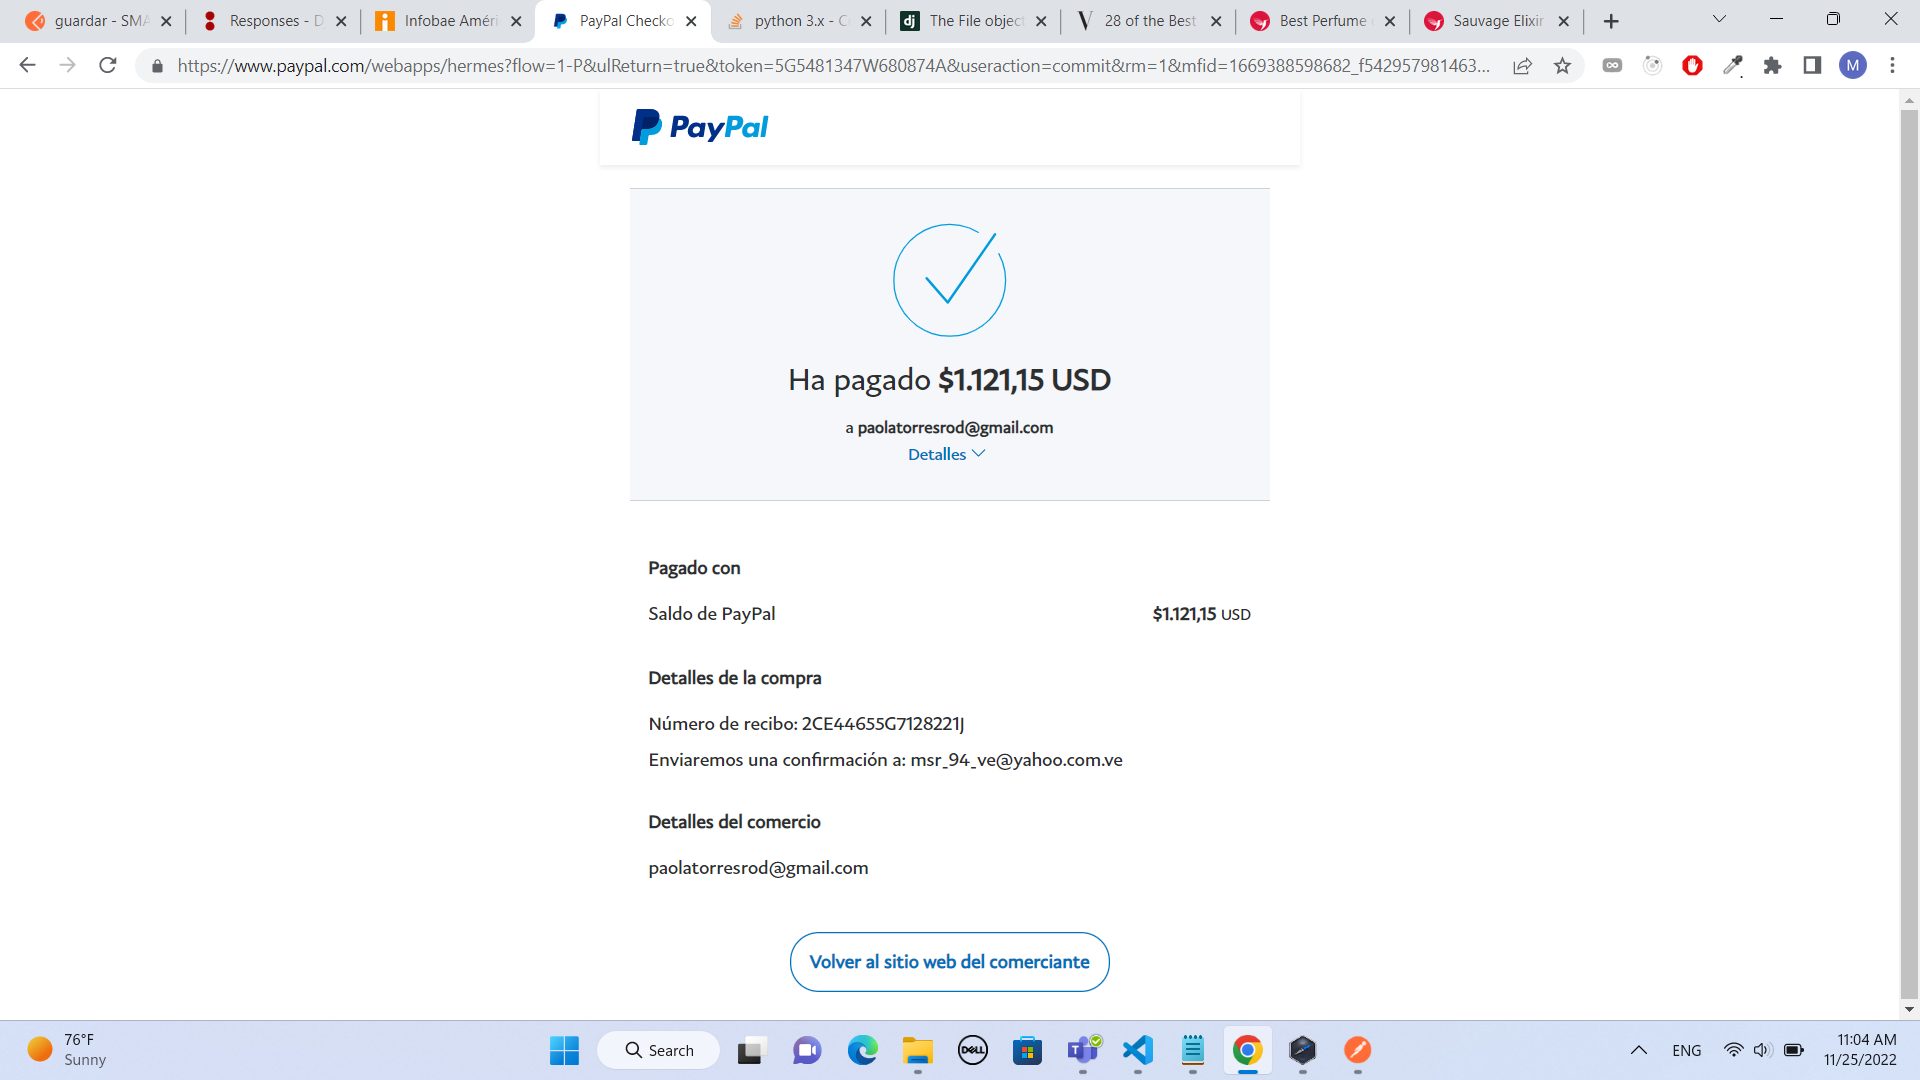 guardar - SMA
Responses - D
Infobae Améri
PayPal Checko
python 3.x - C
The File object
28 of the Best
Best Perfume
Sauvage Elixir
https://www.paypal.com/webapps/hermes?flow=1-P&ulReturn=true&token=5G5481347W680874A&useraction=commit&rm=1&mfid=1669388598682_f542957981463...
M
PayPal
Ha pagado $1.121,15 USD
a paolatorresrod@gmail.com
Detalles
Pagado con
Saldo de PayPal $1.121,15 USD
Detalles de la compra
Número de recibo: 2CE44655G7128221J
Enviaremos una confirmación a: msr_94_ve@yahoo.com.ve
Detalles del comercio
paolatorresrod@gmail.com
Volver al sitio web del comerciante
76°F
Sunny
Search
DELL
ENG
11:04 AM
11/25/2022